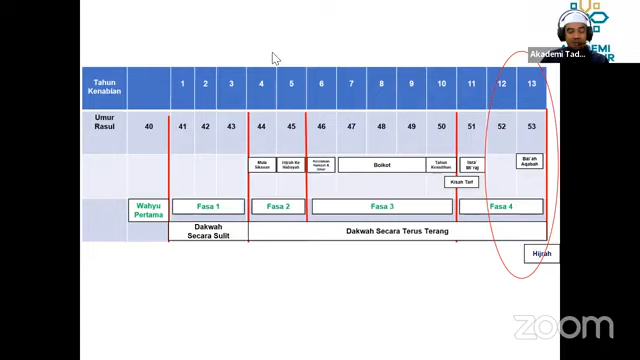 AKADEMI
Akademi Tad...
Tahun Kenabian 1 2 3 4 5 6 7 8 9 10 11 12 13
Umur Rasul 40 41 42 43 44 45 46 47 48 49 50 51 52 53
Mula Siksaan
Hijrah Ke Habsyah
Boikot
Tahun Kesedihan
Isra' Mi'raj
Bai'ah Aqabah
Kisah Taif
Wahyu Pertama
Fasa 1
Fasa 2
Fasa 3
Fasa 4
Dakwah Secara Sulit
Dakwah Secara Terus Terang
Hijrah
zoom